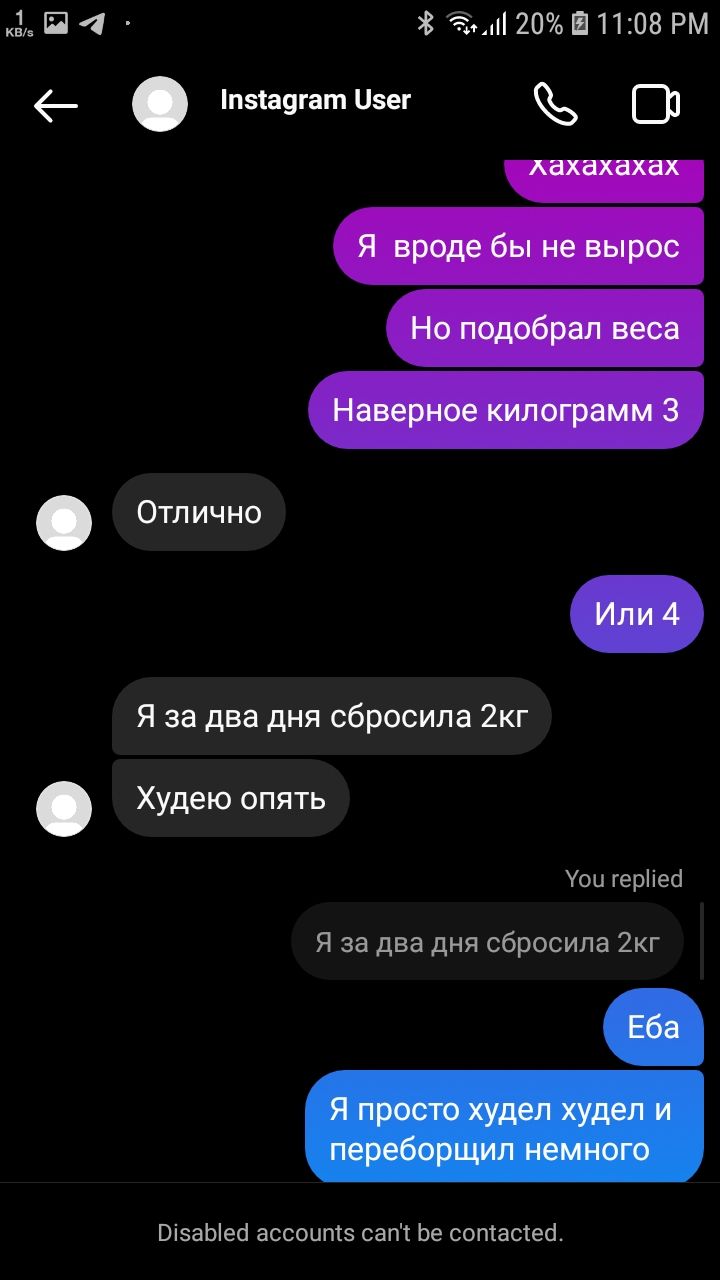 1
KB/s
20%
11:08 PM
Instagram User
Хахахахах
Я вроде бы не вырос
Но подобрал веса
Наверное килограмм 3
Отлично
Или 4
Я за два дня сбросила 2кг
Худею опять
You replied
Я за два дня сбросила 2кг
Еба
Я просто худел худел и
переборщил немного
Disabled accounts can't be contacted.